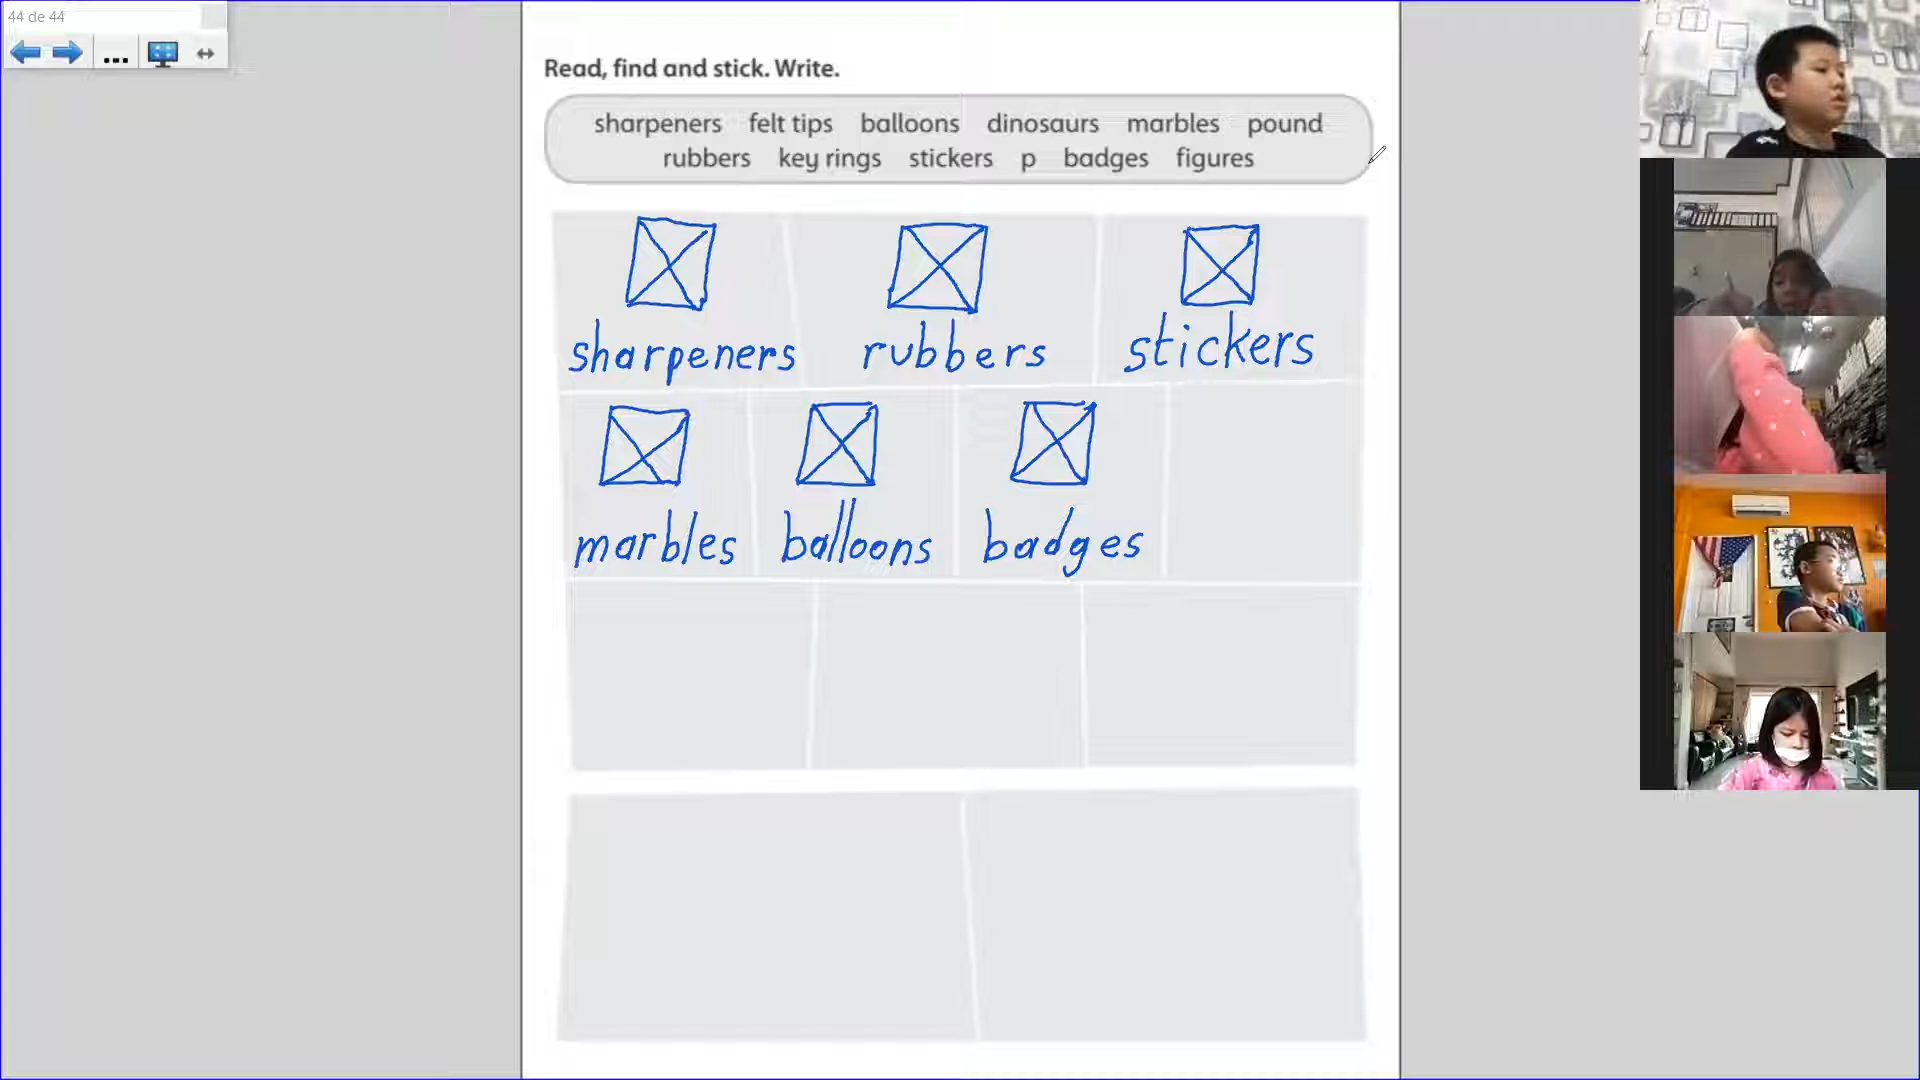 44 de 44
Read, find and stick. Write.
sharpeners felt tips balloons dinosaurs marbles pound
rubbers key rings stickers p badges figures
sharpeners rubbers stickers
marbles balloons badges